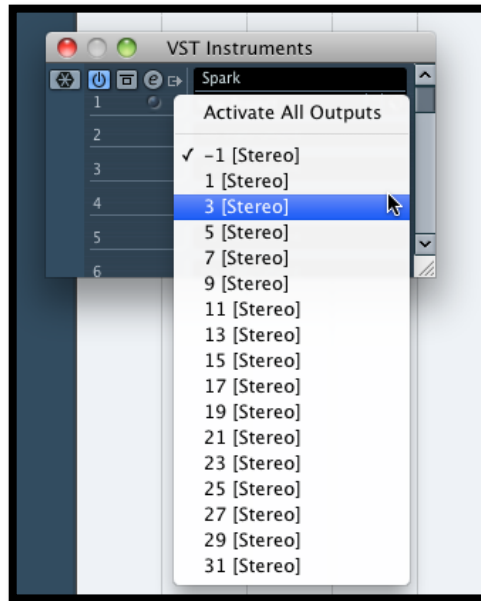 VST Instruments
e Spark
1
2
3
4
5
6
Activate All Outputs
✓ -1 [Stereo]
1 [Stereo]
3 [Stereo]
5 [Stereo]
7 [Stereo]
9 [Stereo]
11 [Stereo]
13 [Stereo]
15 [Stereo]
17 [Stereo]
19 [Stereo]
21 [Stereo]
23 [Stereo]
25 [Stereo]
27 [Stereo]
29 [Stereo]
31 [Stereo]